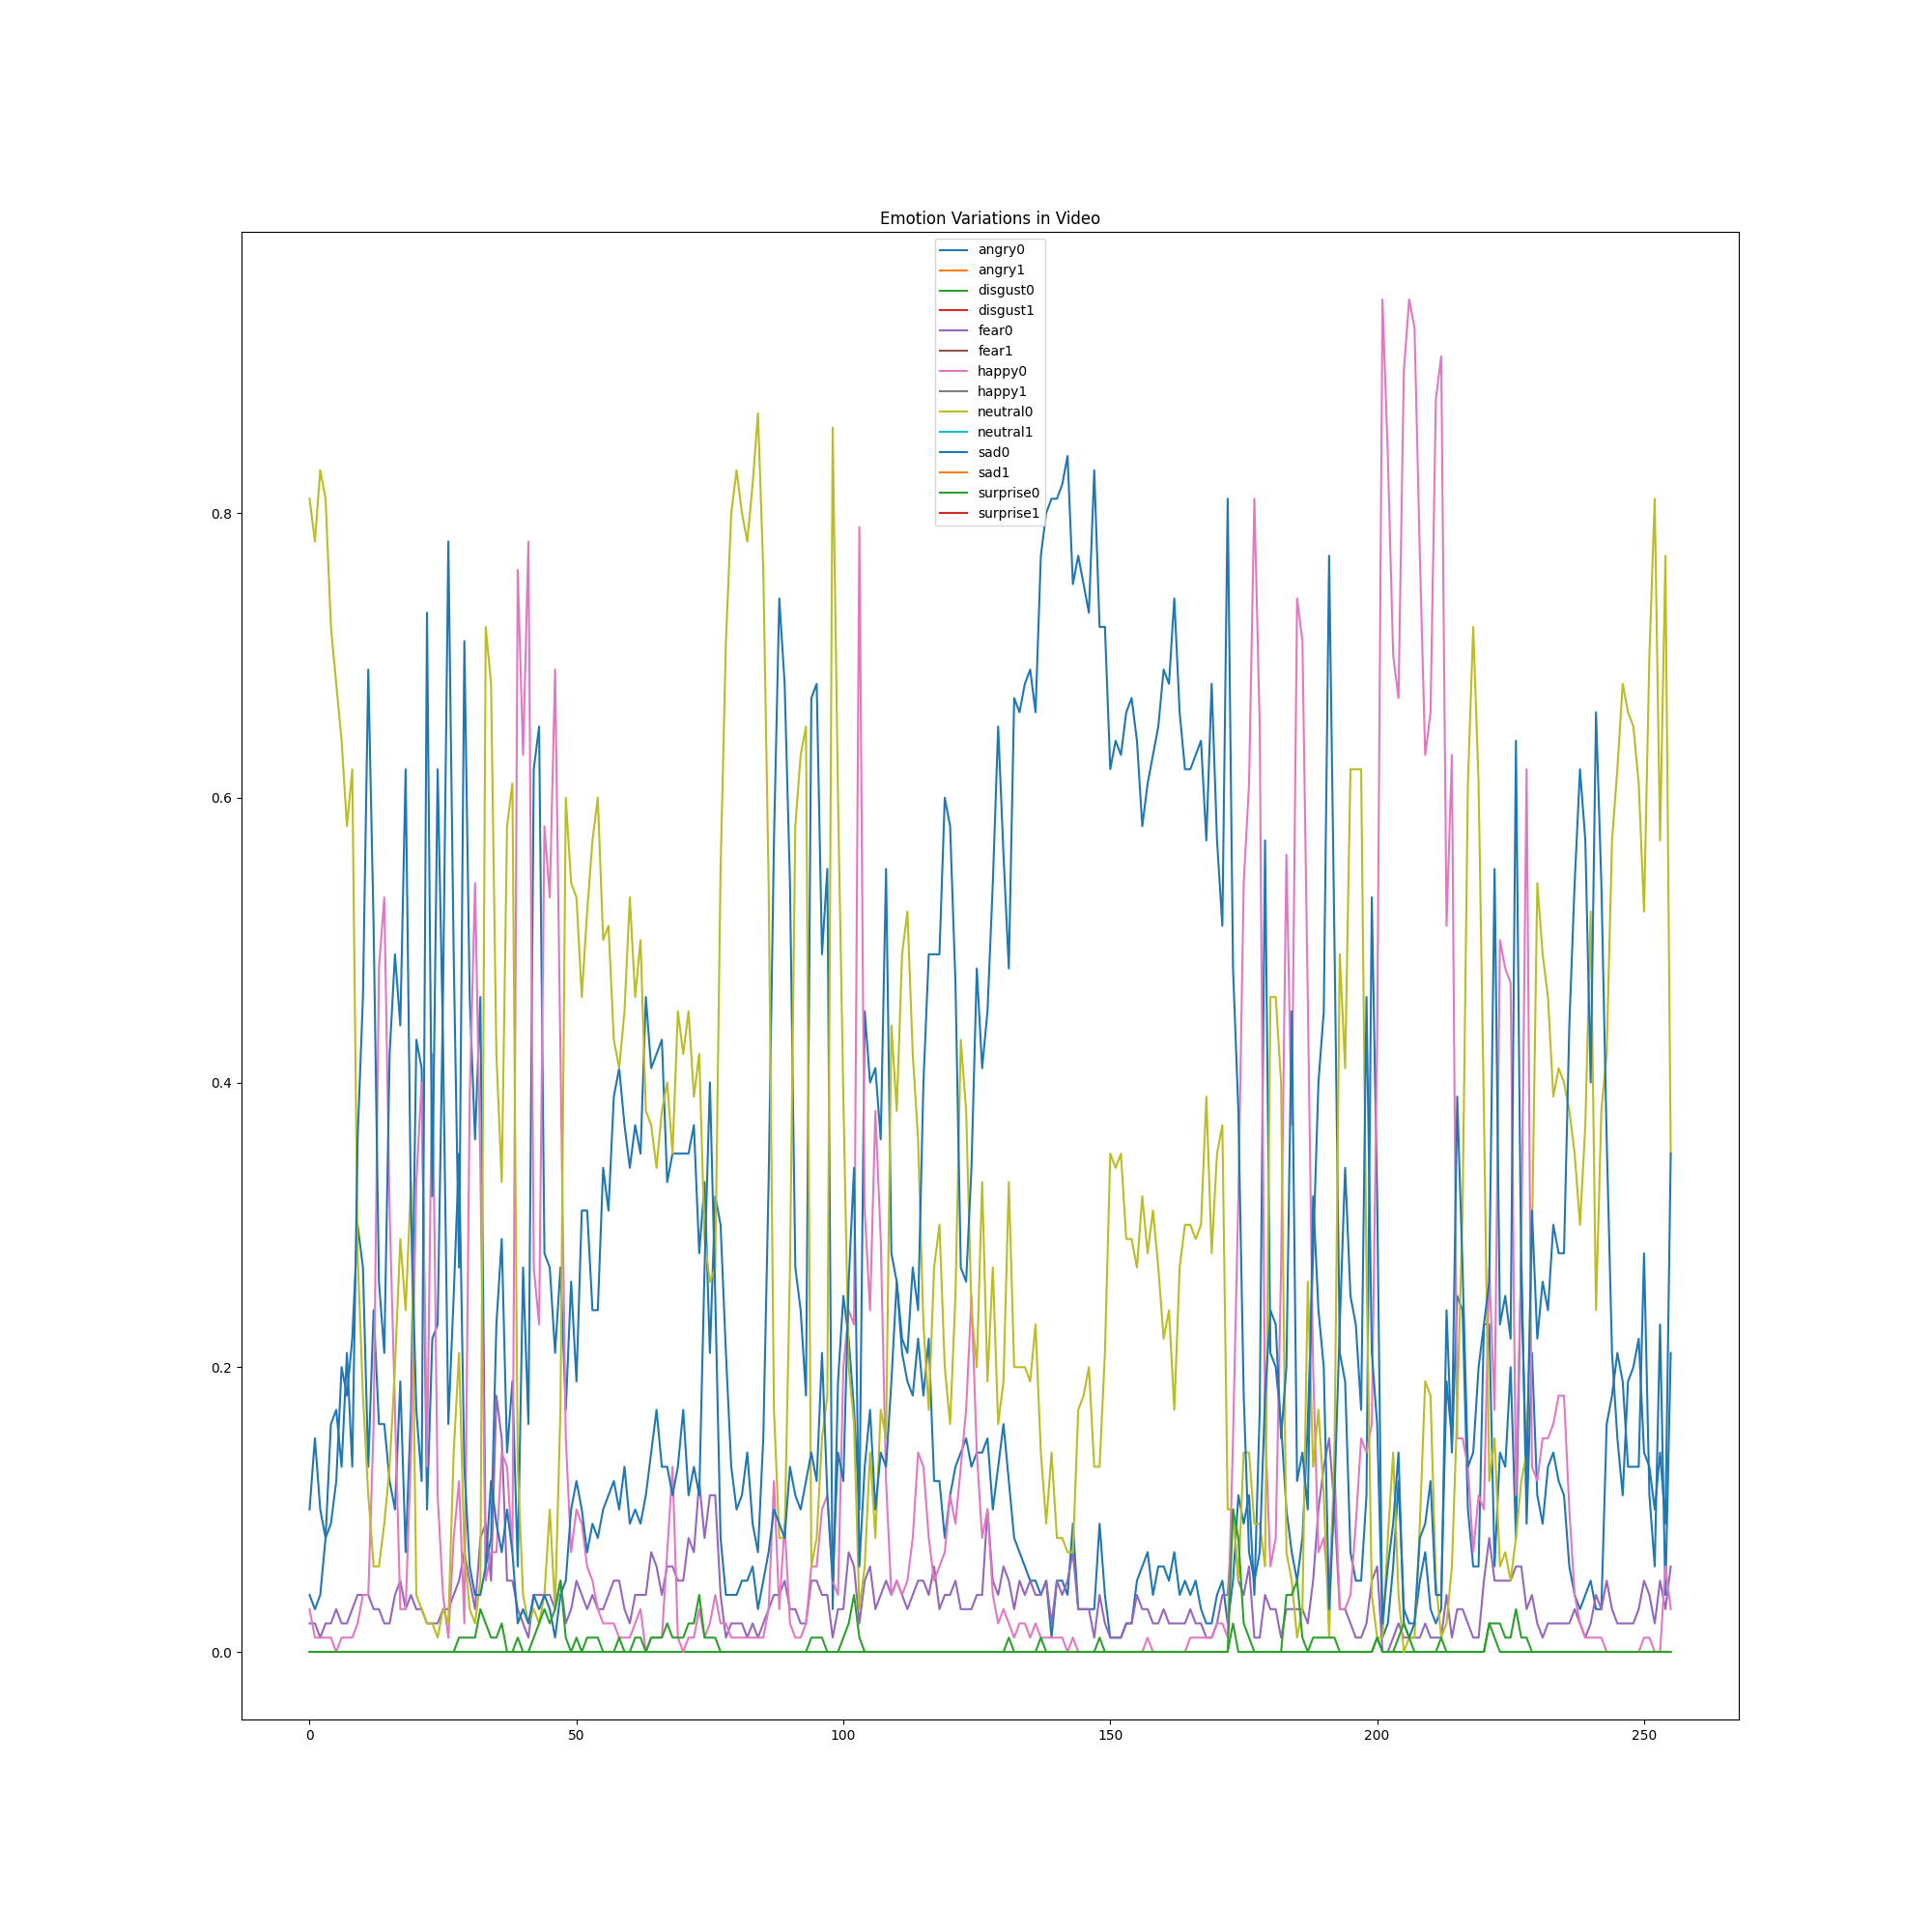 Emotion Variations in Video
angry0
angry1
disgust0
disgust1
fear0
fear1
happy0
happy1
neutral0
neutral1
sad0
sad1
surprise0
surprise1
0.8
0.6
0.4
0.2
0.0
0 50 100 150 200 250